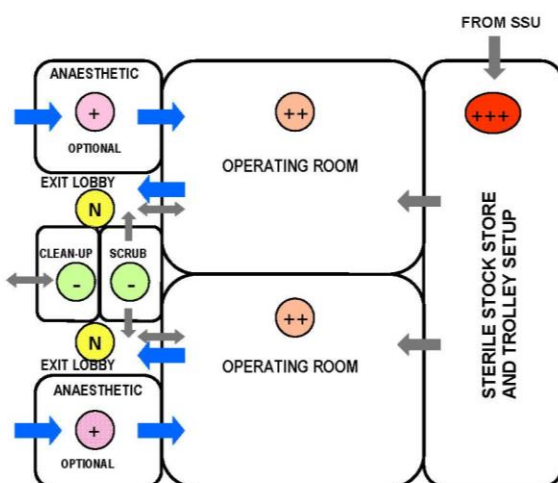 FROM SSU
ANAESTHETIC
+
OPTIONAL
++
+++
OPERATING ROOM
EXIT LOBBY
N
CLEAN-UP
SCRUB
-
-
STERILE STOCK STORE
AND TROLLEY SETUP
++
N
EXIT LOBBY
OPERATING ROOM
ANAESTHETIC
+
OPTIONAL